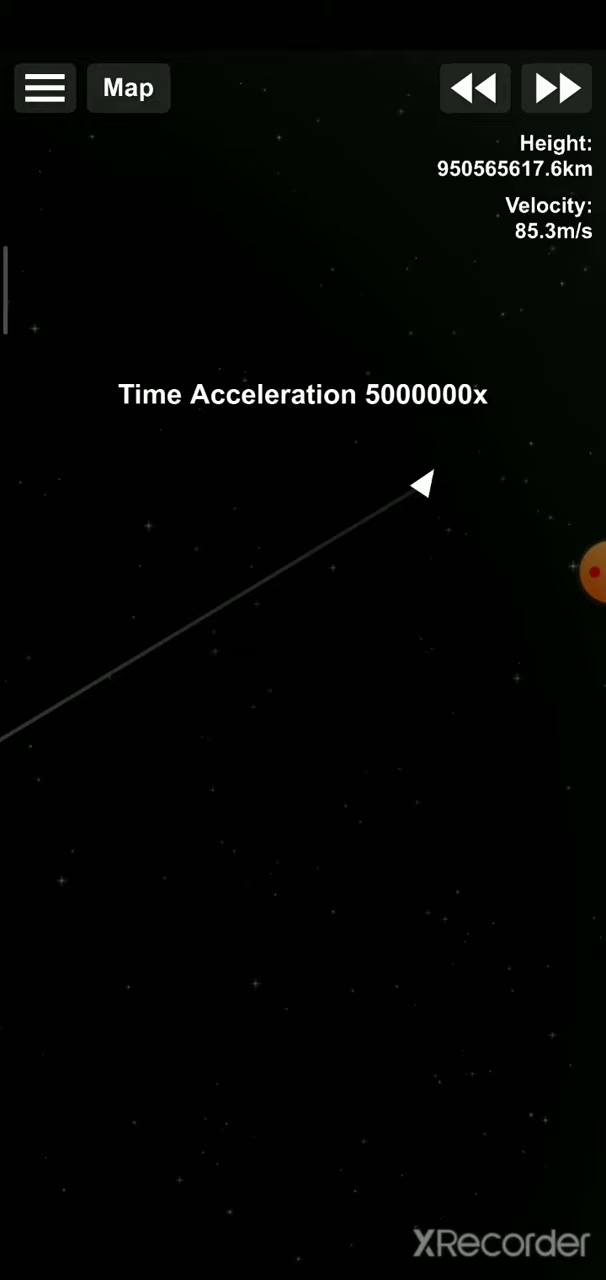 Map
Height:
950565617.6km
Velocity:
85.3m/s
Time Acceleration 5000000x
XRecorder